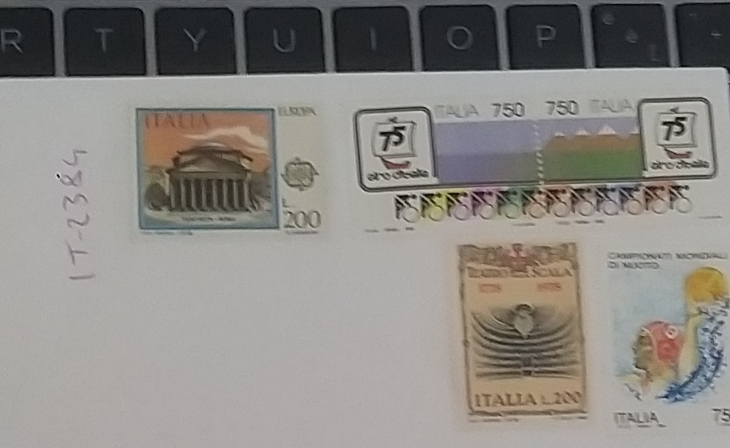 R T Y U I O P
IT-2384
ITALIA
EUROPA
L.
200
ITALIA 750 750 ITALIA
75 75
giro d'italia giro d'italia
TEATRO ALLA SCALA
1778 1978
ITALIA L.200
CAMPIONATI MONDIALI
DI NUOTO
ITALIA 75